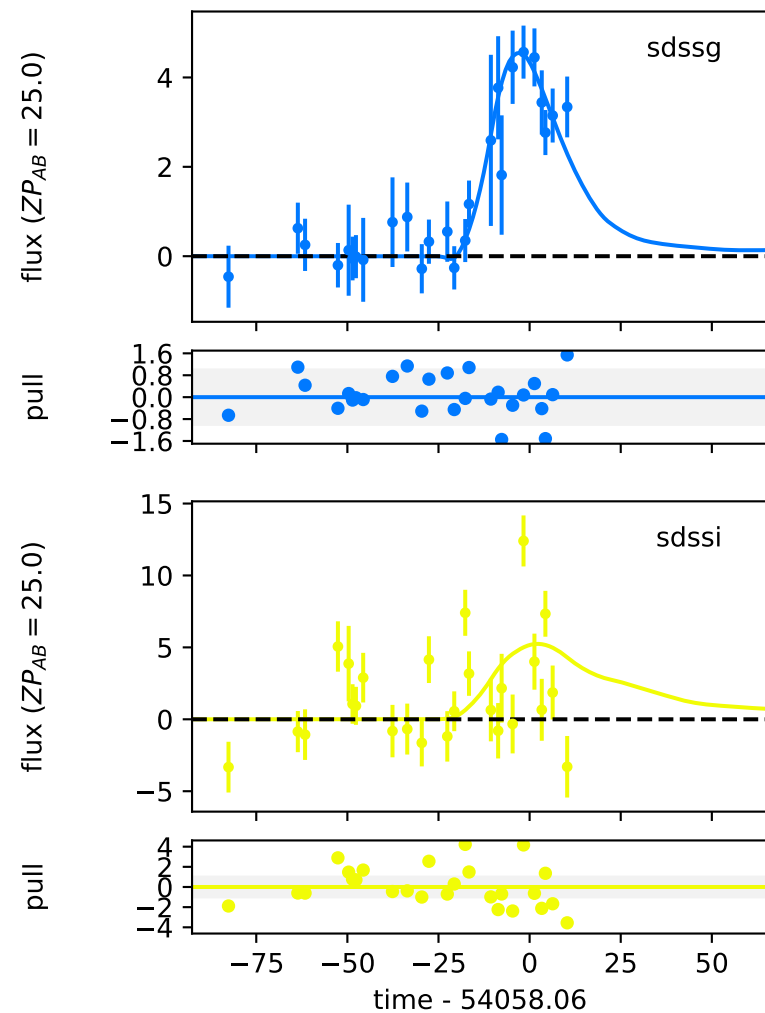 sdssg
flux (ZP_AB = 25.0)
4
2
0
pull
1.6
0.8
0.0
−0.8
−1.6
sdssi
flux (ZP_AB = 25.0)
15
10
5
0
−5
pull
4
2
0
−2
−4
−75 −50 −25 0 25 50
time - 54058.06